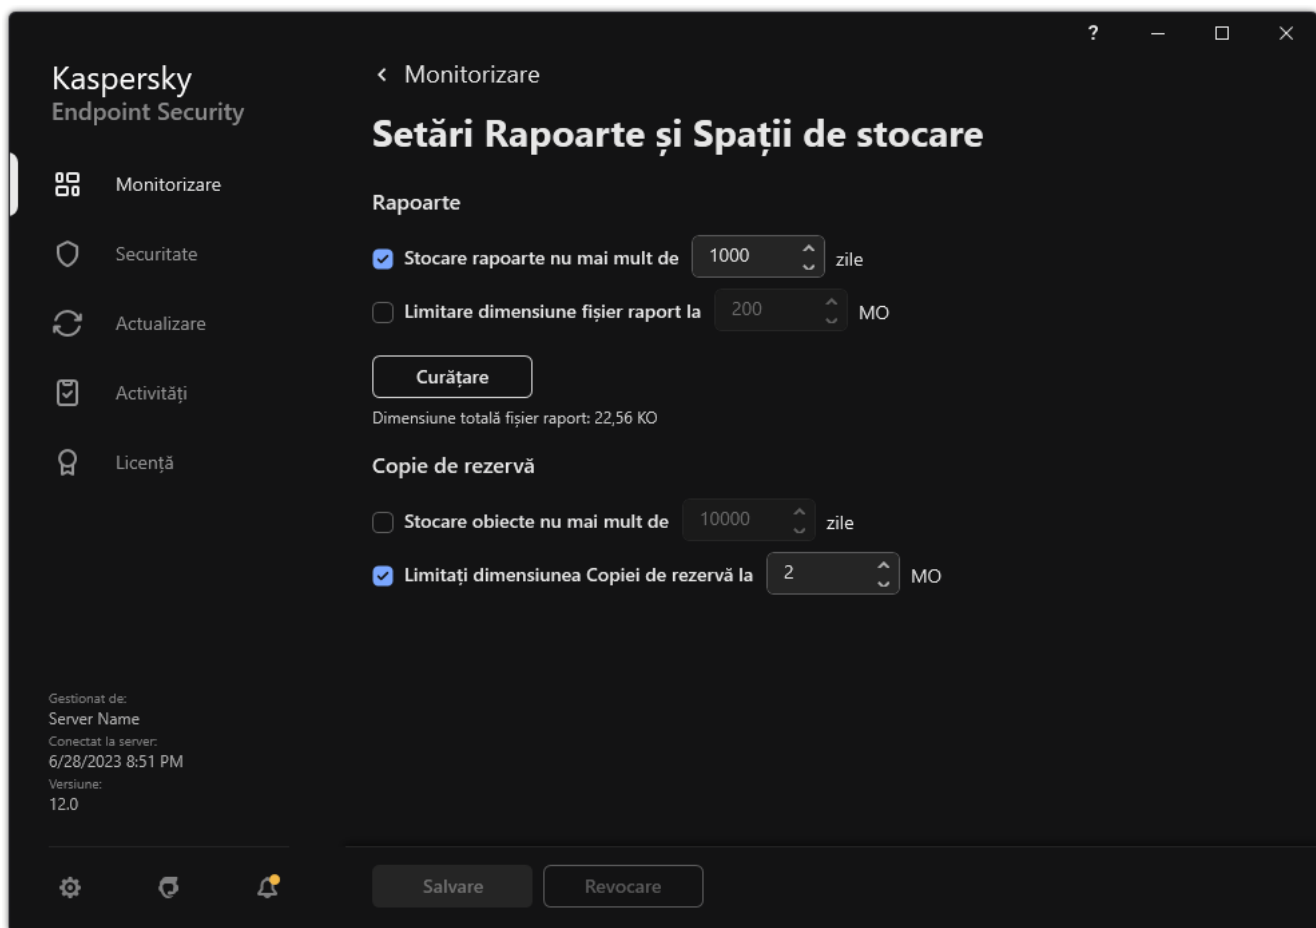 ?
Kaspersky
Endpoint Security
Monitorizare
Securitate
Actualizare
Activități
Licență
Gestionat de:
Server Name
Conectat la server:
6/28/2023 8:51 PM
Versiune:
12.0
Monitorizare
Setări Rapoarte și Spații de stocare
Rapoarte
Stocare rapoarte nu mai mult de 1000 zile
Limitare dimensiune fișier raport la 200 MO
Curățare
Dimensiune totală fișier raport: 22,56 KO
Copie de rezervă
Stocare obiecte nu mai mult de 10000 zile
Limitați dimensiunea Copiei de rezervă la 2 MO
Salvare Revocare